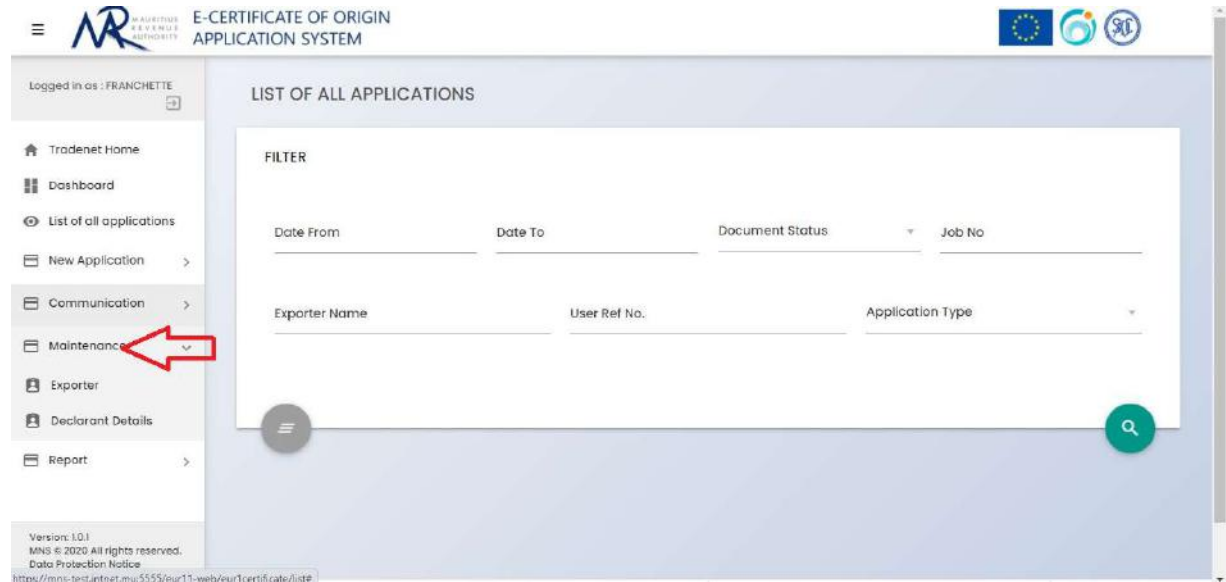 MAURITIUS
REVENUE
AUTHORITY
E-CERTIFICATE OF ORIGIN
APPLICATION SYSTEM
Logged in as : FRANCHETTE
Tradenet Home
Dashboard
List of all applications
New Application
Communication
Maintenance
Exporter
Declarant Details
Report
Version: 1.0.1
MNS © 2020 All rights reserved.
Data Protection Notice
https://mns-test.intnet.mu:5555/eur11-web/eur1certificate/list#
LIST OF ALL APPLICATIONS
FILTER
Date From Date To Document Status Job No
Exporter Name User Ref No. Application Type